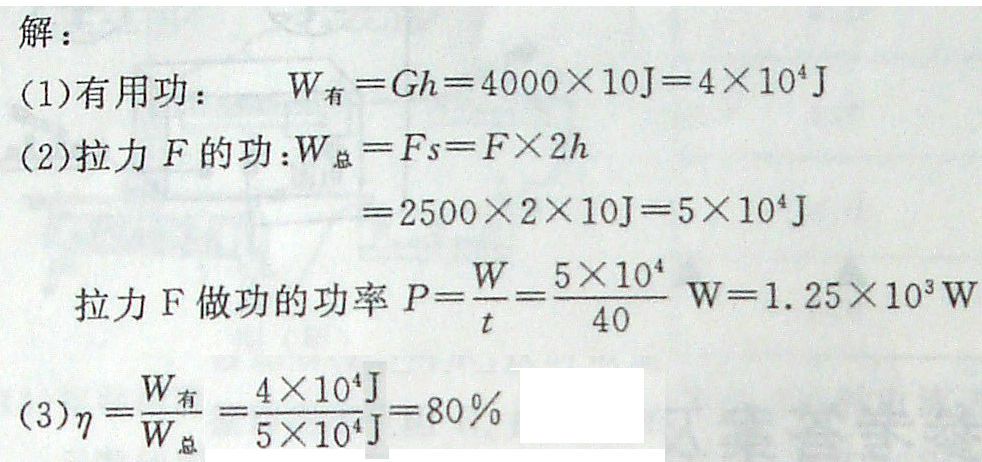 解：
(1)有用功： W有=Gh=4000×10J=4×10⁴J
(2)拉力 F 的功:W总=Fs=F×2h
=2500×2×10J=5×10⁴J
拉力 F 做功的功率 P=W/t=5×10⁴/40 W=1.25×10³W
(3)η=W有/W总=4×10⁴J/5×10⁴J=80%